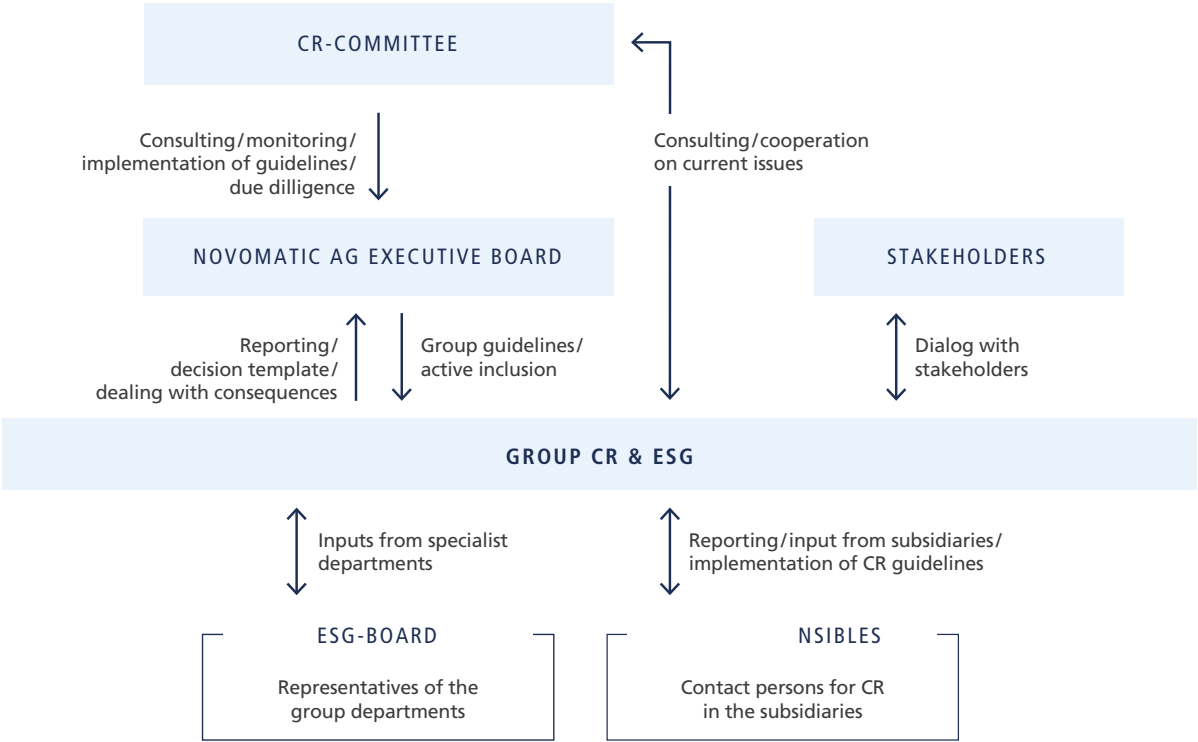 CR-COMMITTEE
Consulting/monitoring/
implementation of guidelines/
due dilligence
Consulting/cooperation
on current issues
NOVOMATIC AG EXECUTIVE BOARD
STAKEHOLDERS
Reporting/
decision template/
dealing with consequences
Group guidelines/
active inclusion
Dialog with
stakeholders
GROUP CR & ESG
Inputs from specialist
departments
Reporting/input from subsidiaries/
implementation of CR guidelines
ESG-BOARD
Representatives of the
group departments
NSIBLES
Contact persons for CR
in the subsidiaries